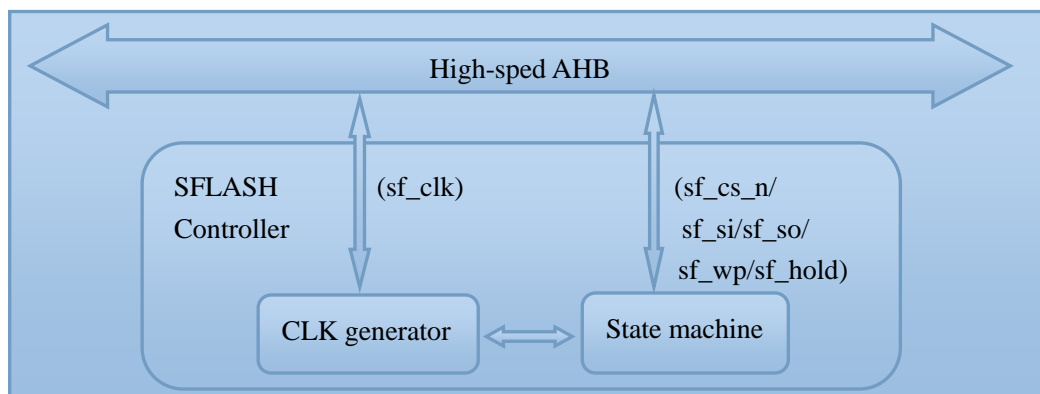 High-sped AHB
SFLASH
Controller
(sf_clk)
(sf_cs_n/
sf_si/sf_so/
sf_wp/sf_hold)
CLK generator
State machine